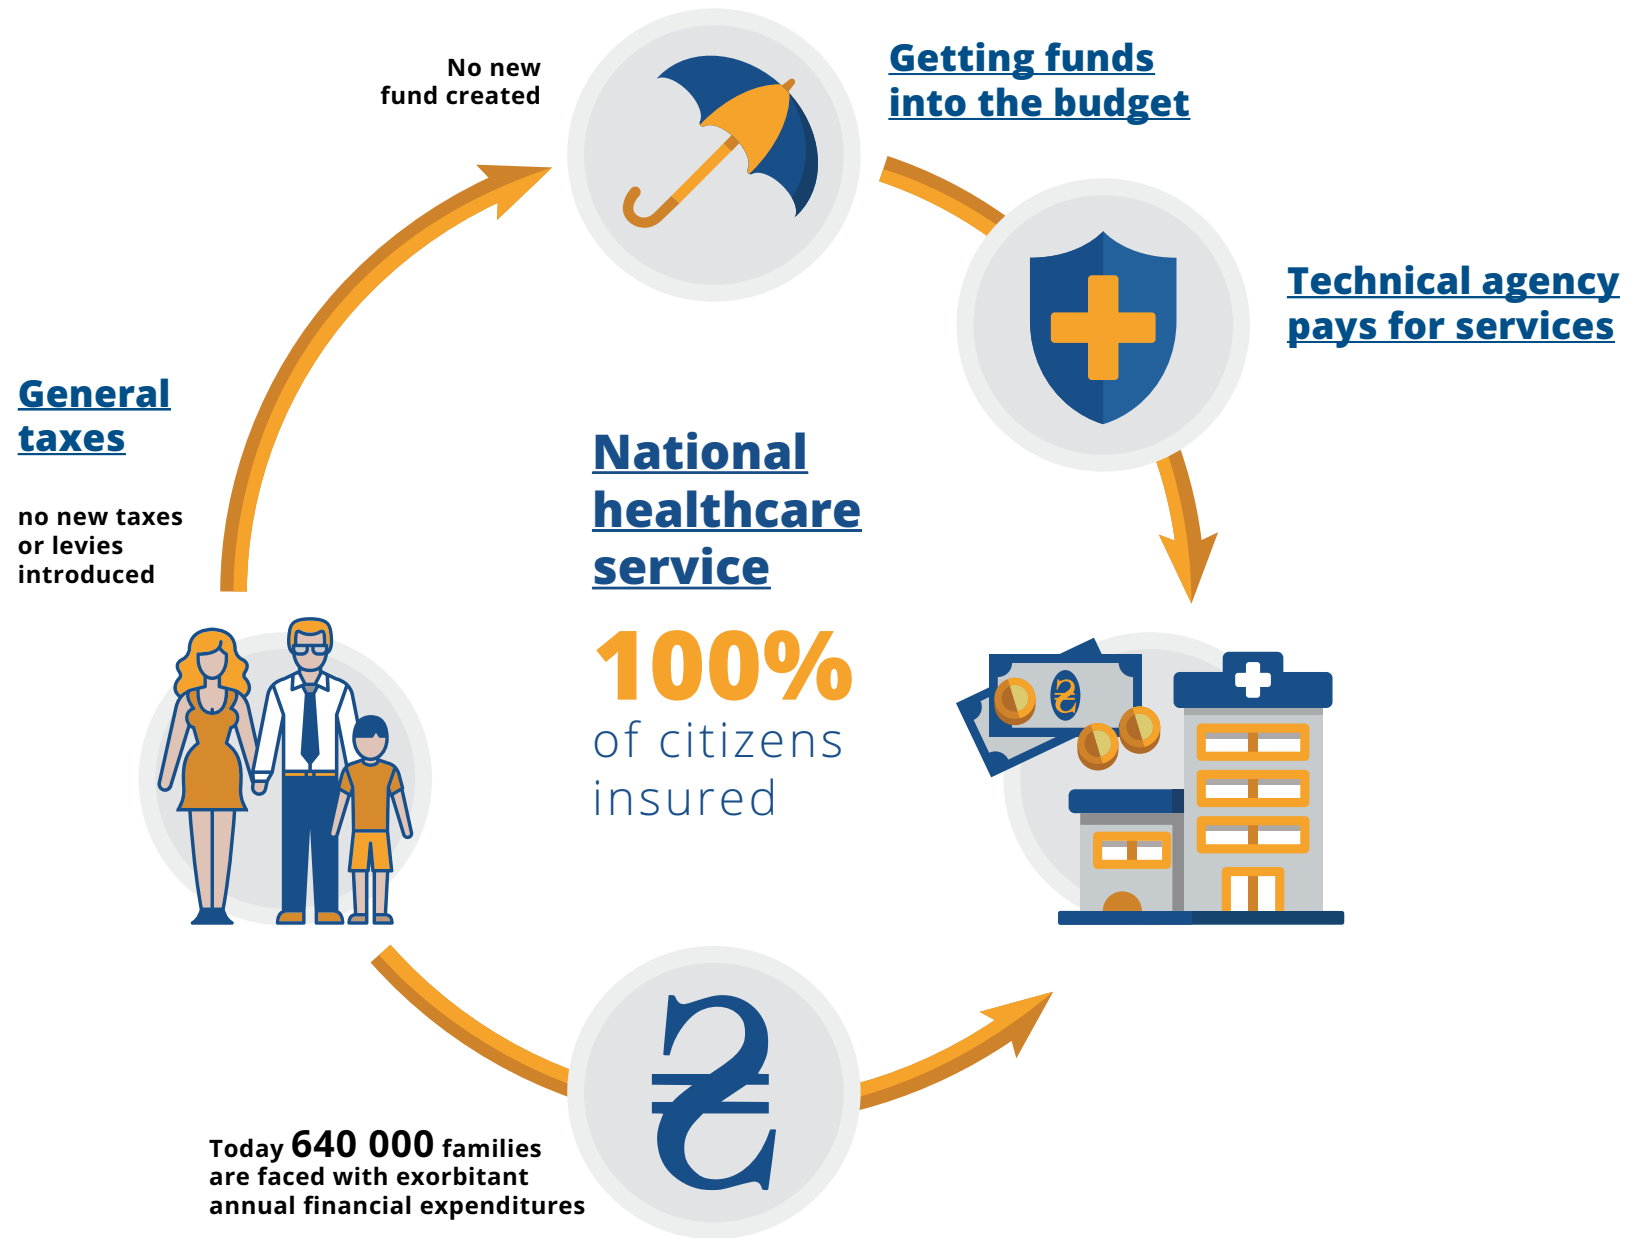 No new
fund created
Getting funds
into the budget
Technical agency
pays for services
General
taxes
no new taxes
or levies
introduced
National
healthcare
service
100%
of citizens
insured
₴
₴
Today 640 000 families
are faced with exorbitant
annual financial expenditures